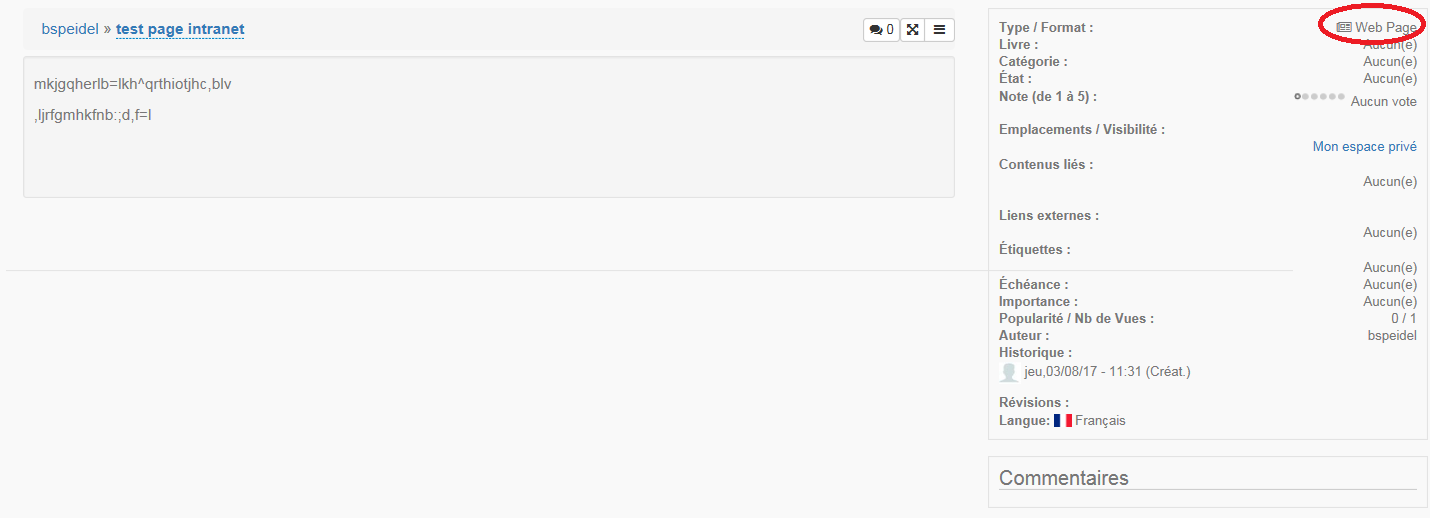 bspeidel » test page intranet
0
mkjgqherlb=lkh^qrthiotjhc,blv
,ljrfgmhkfnb:;d,f=l
Type / Format : Web Page
Livre : Aucun(e)
Catégorie : Aucun(e)
État : Aucun(e)
Note (de 1 à 5) : Aucun vote
Emplacements / Visibilité :
Mon espace privé
Contenus liés :
Aucun(e)
Liens externes :
Aucun(e)
Étiquettes :
Aucun(e)
Échéance : Aucun(e)
Importance : Aucun(e)
Popularité / Nb de Vues : 0 / 1
Auteur : bspeidel
Historique :
jeu,03/08/17 - 11:31 (Créat.)
Révisions :
Langue: Français
Commentaires